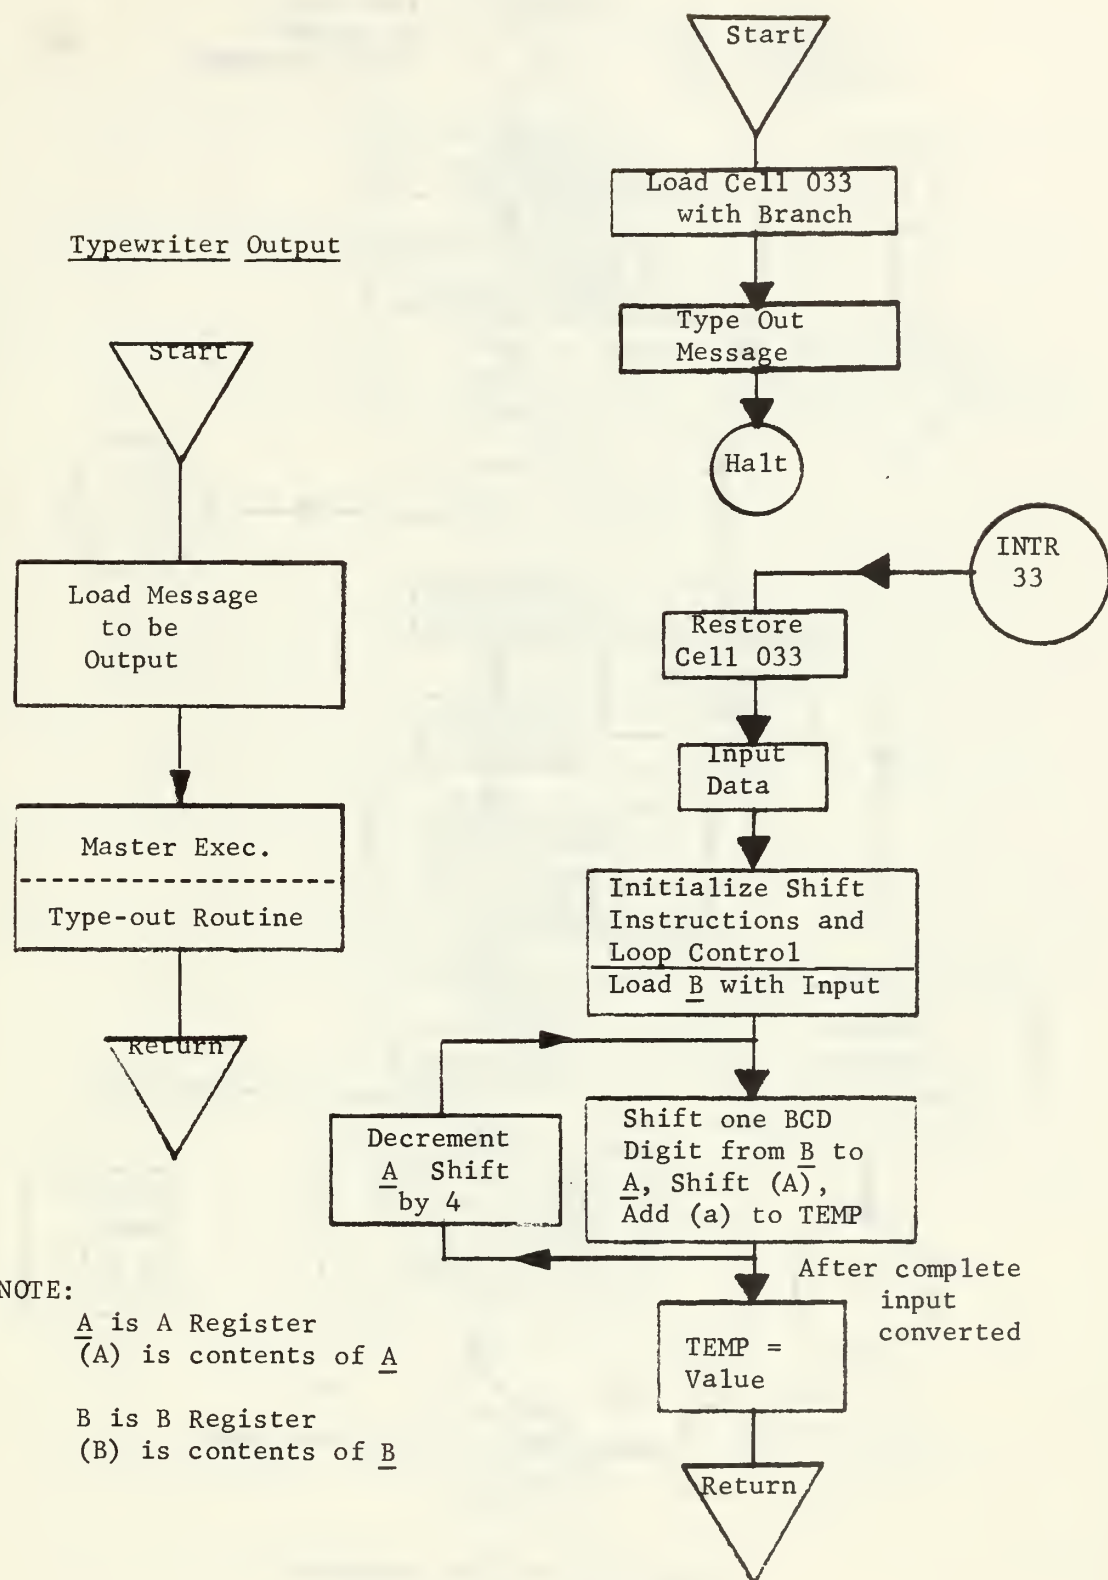 Typewriter Output
Start
Load Message
to be
Output
Master Exec.
Type-out Routine
Return
Start
Load Cell 033
with Branch
Type Out
Message
Halt
INTR
33
Restore
Cell 033
Input
Data
Initialize Shift
Instructions and
Loop Control
Load B with Input
Decrement
A Shift
by 4
Shift one BCD
Digit from B to
A, Shift (A),
Add (a) to TEMP
After complete
input
converted
TEMP =
Value
Return
NOTE:
A is A Register
(A) is contents of A
B is B Register
(B) is contents of B